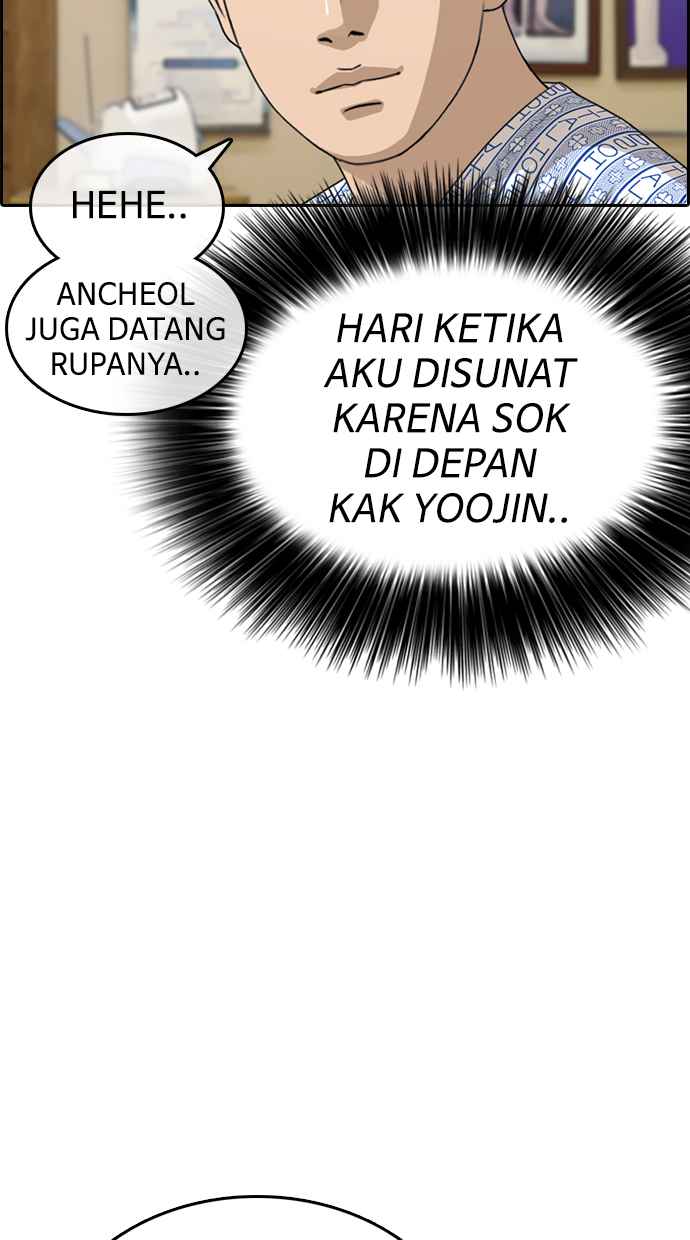 HEHE..
ANCHEOL
JUGA DATANG
RUPANYA..
HARI KETIKA
AKU DISUNAT
KARENA SOK
DI DEPAN
KAK YOOJIN..